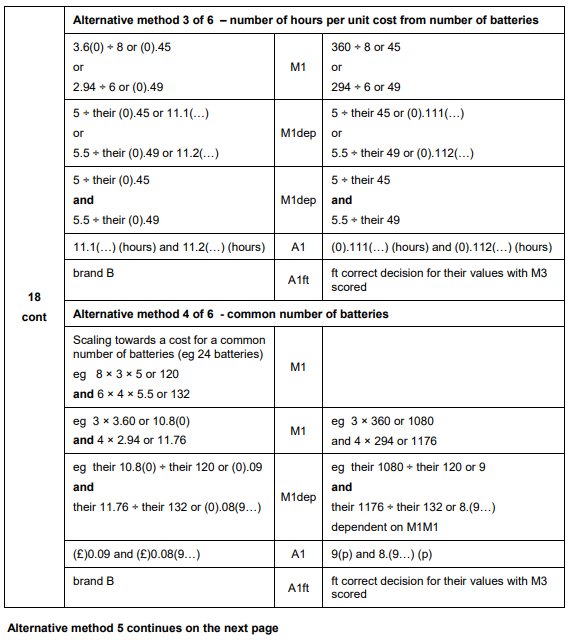 Alternative method 3 of 6 – number of hours per unit cost from number of batteries
3.6(0) ÷ 8 or (0).45
or
2.94 ÷ 6 or (0).49
M1
360 ÷ 8 or 45
or
294 ÷ 6 or 49
5 ÷ their (0).45 or 11.1(…)
or
5.5 ÷ their (0).49 or 11.2(…)
M1dep
5 ÷ their 45 or (0).111(…)
or
5.5 ÷ their 49 or (0).112(…)
5 ÷ their (0).45
and
5.5 ÷ their (0).49
M1dep
5 ÷ their 45
and
5.5 ÷ their 49
11.1(…) (hours) and 11.2(…) (hours)
A1
(0).111(…) (hours) and (0).112(…) (hours)
brand B
A1ft
ft correct decision for their values with M3
scored
18
cont
Alternative method 4 of 6 - common number of batteries
Scaling towards a cost for a common
number of batteries (eg 24 batteries)
eg 8 × 3 × 5 or 120
and 6 × 4 × 5.5 or 132
M1
eg 3 × 3.60 or 10.8(0)
and 4 × 2.94 or 11.76
M1
eg 3 × 360 or 1080
and 4 × 294 or 1176
eg their 10.8(0) ÷ their 120 or (0).09
and
their 11.76 ÷ their 132 or (0).08(9…)
M1dep
eg their 1080 ÷ their 120 or 9
and
their 1176 ÷ their 132 or 8.(9…)
dependent on M1M1
(£)0.09 and (£)0.08(9…)
A1
9(p) and 8.(9…) (p)
brand B
A1ft
ft correct decision for their values with M3
scored
Alternative method 5 continues on the next page